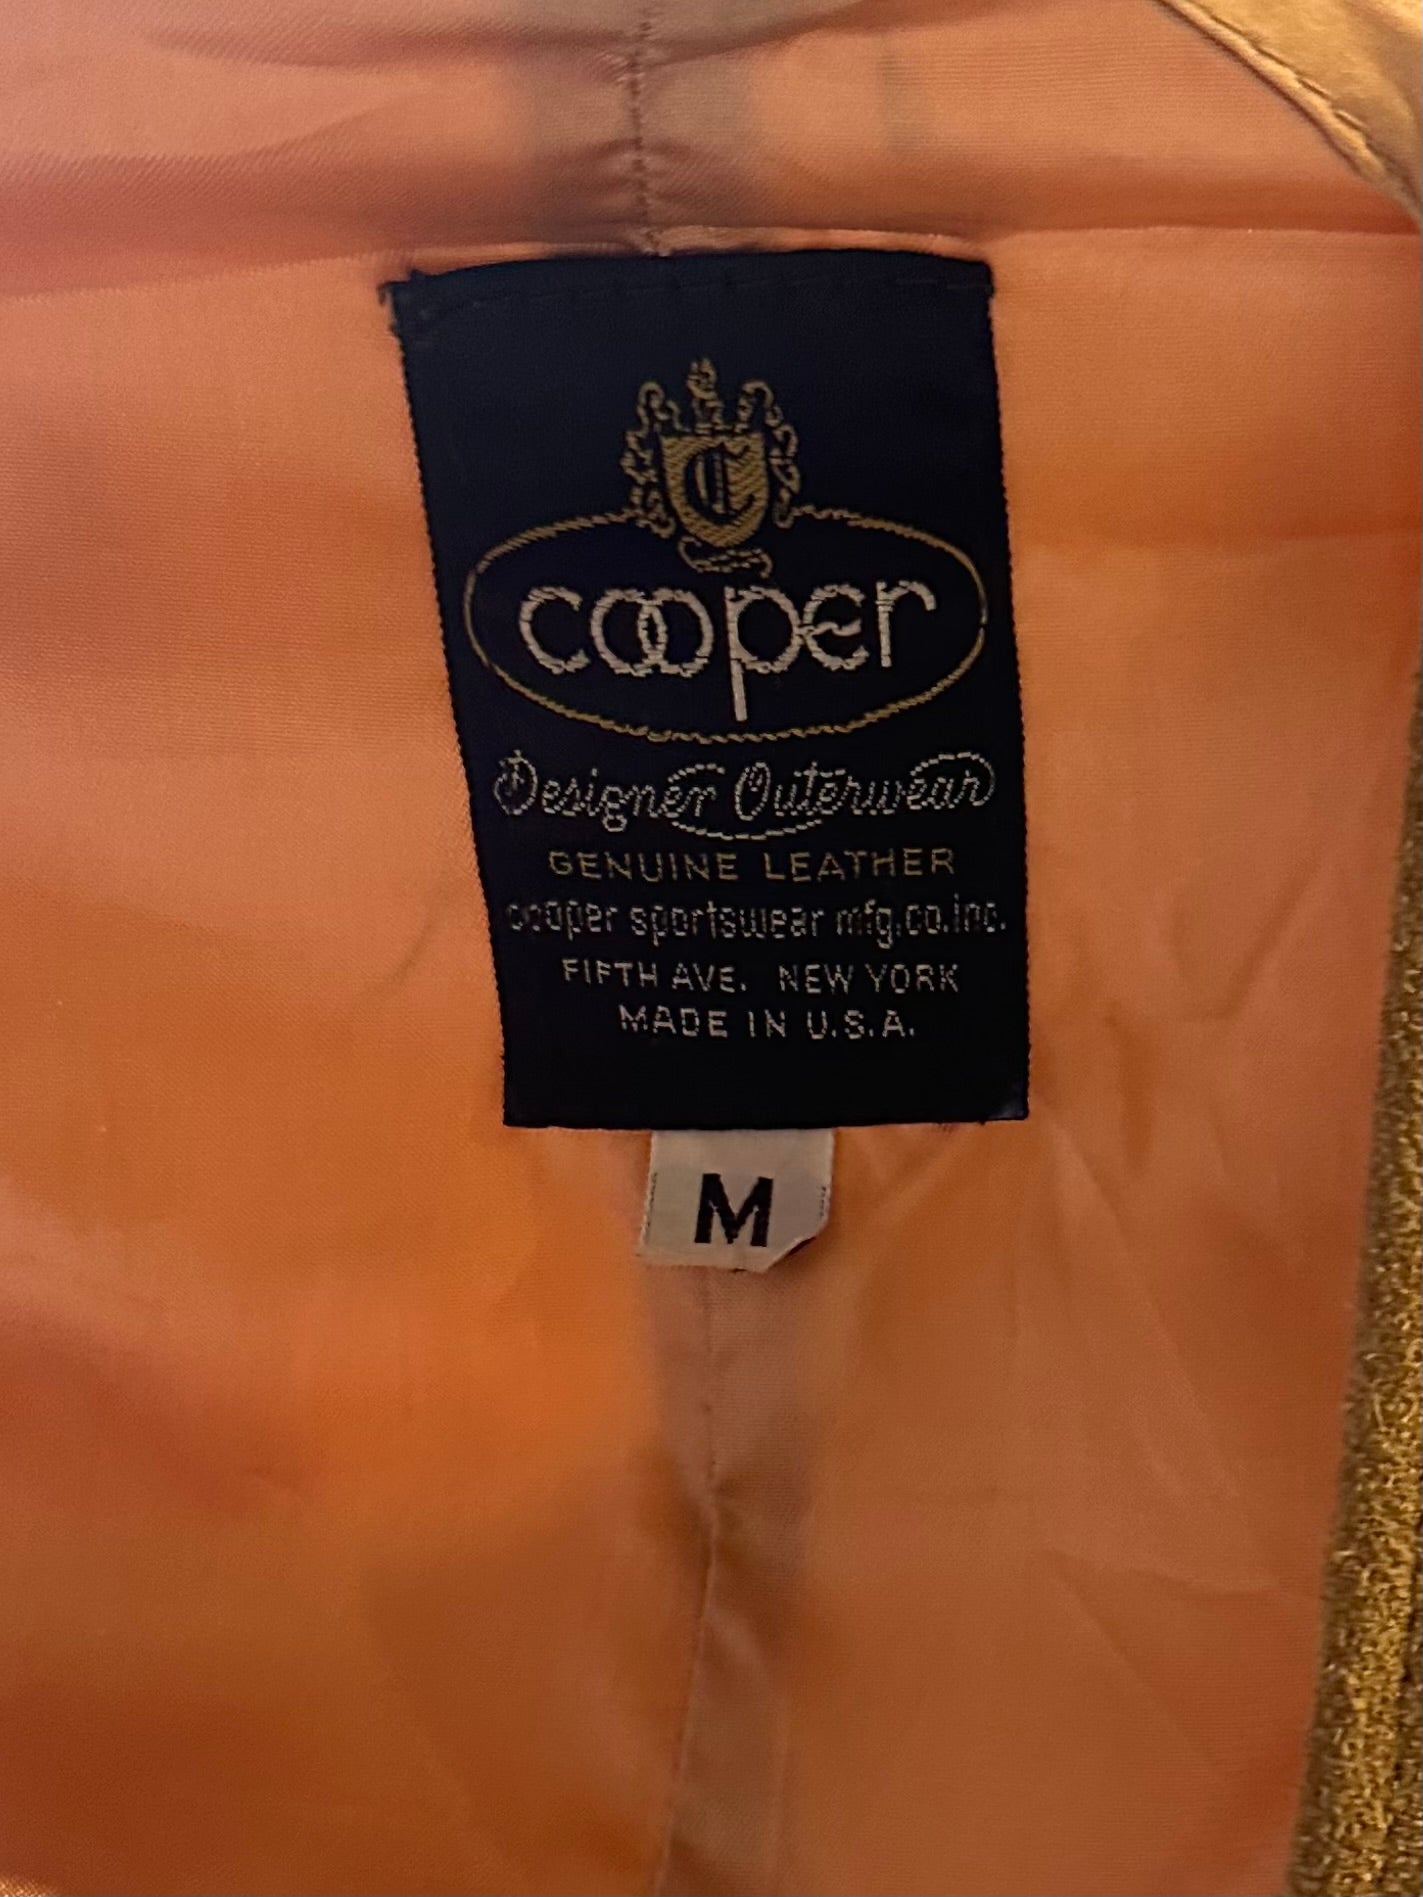 C
cooper
Designer Outerwear
GENUINE LEATHER
cooper sportswear mfg.co.inc.
FIFTH AVE. NEW YORK
MADE IN U.S.A.
M